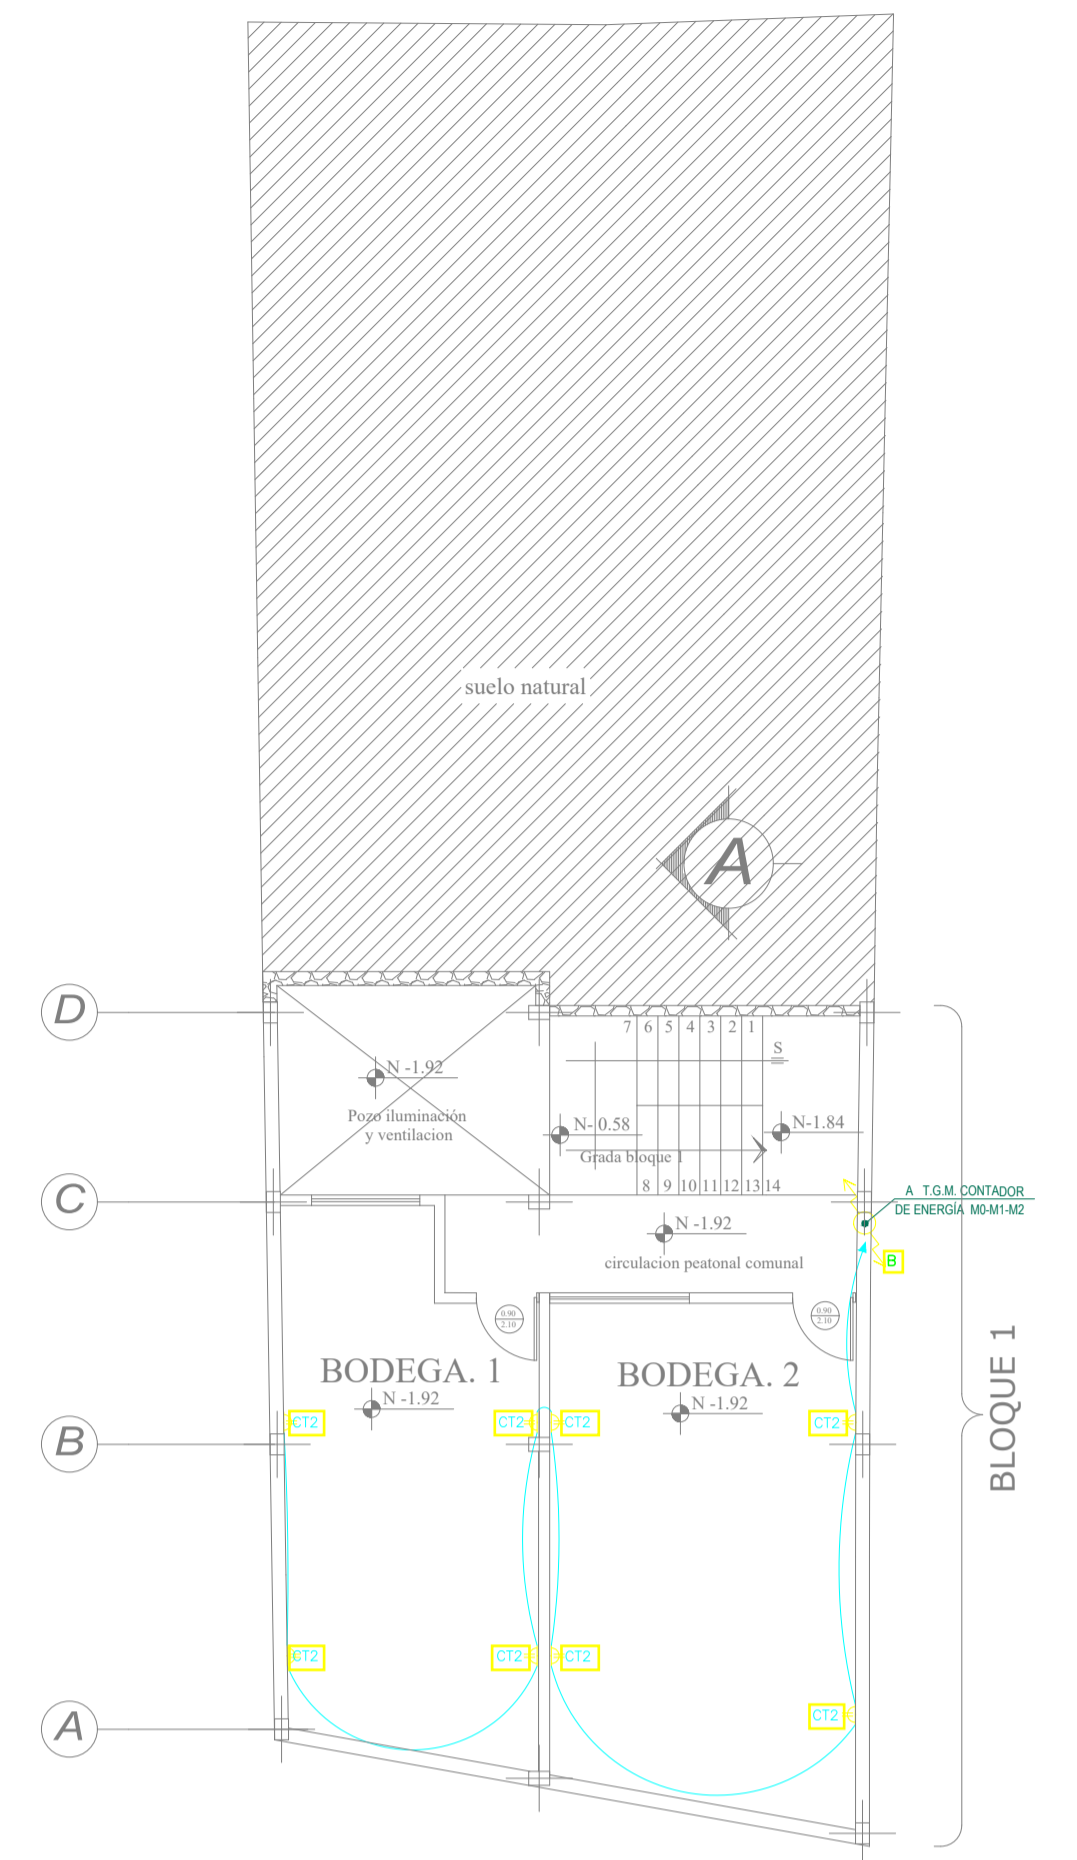 suelo natural
A
D
7 6 5 4 3 2 1
S
N -1.92
Pozo iluminación
y ventilacion
N- 0.58
N-1.84
Grada bloque 1
8 9 10 11 12 13 14
C
A T.G.M. CONTADOR
DE ENERGÍA M0-M1-M2
N -1.92
circulacion peatonal comunal
B
0.90
2.10
0.90
2.10
BODEGA. 1
N -1.92
BODEGA. 2
N -1.92
BLOQUE 1
CT2
CT2
CT2
CT2
B
CT2
CT2
CT2
CT2
A